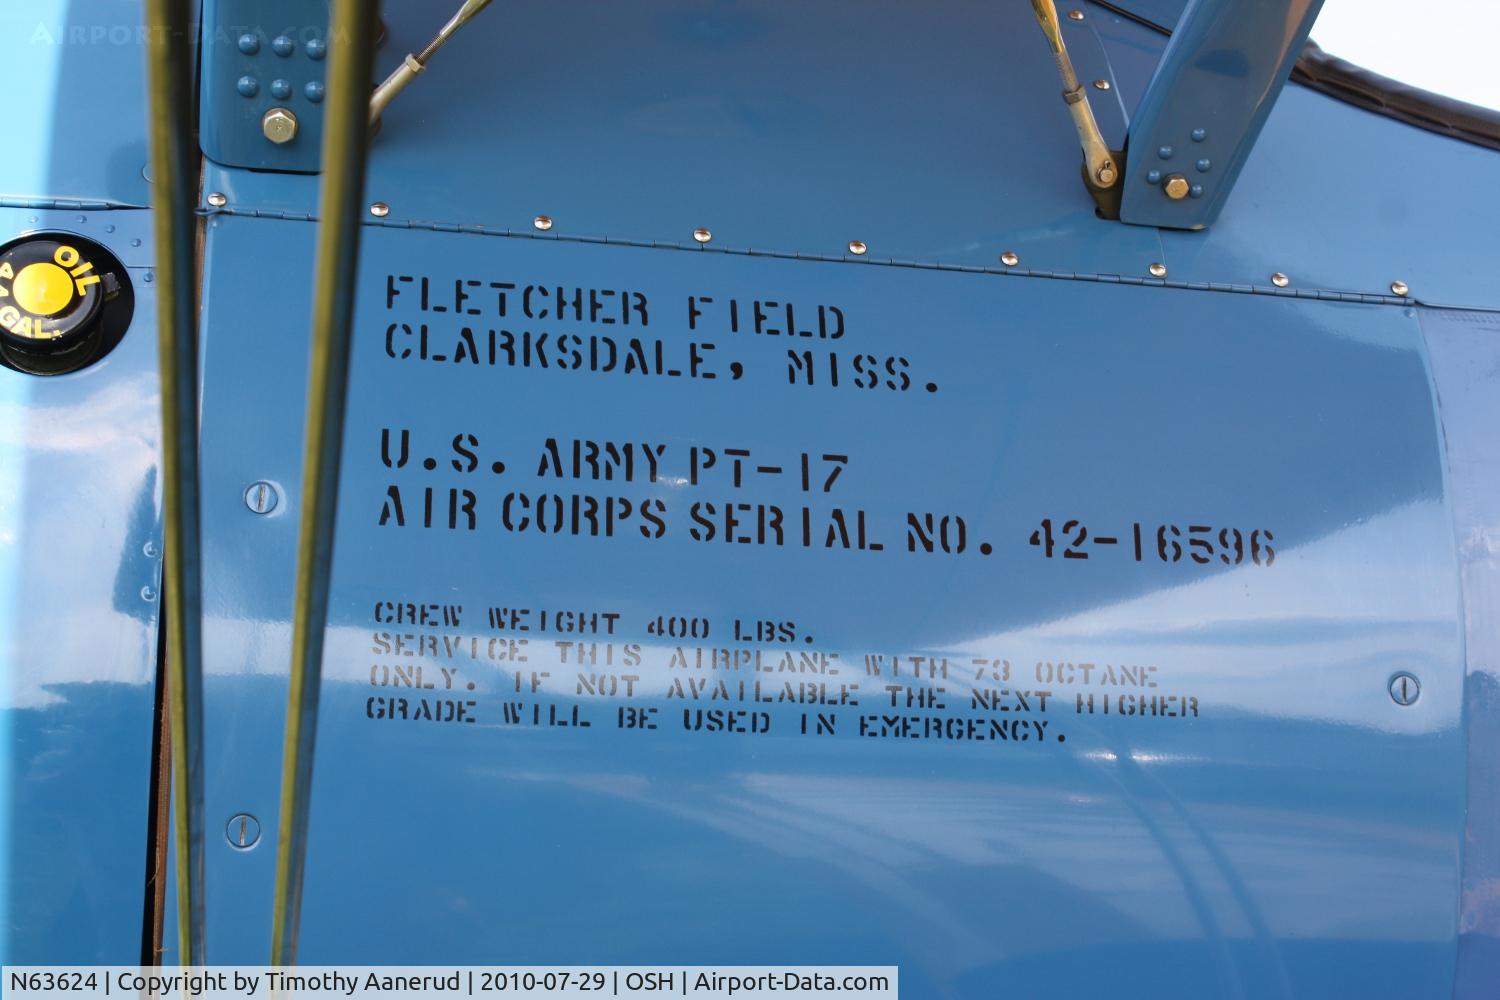 Airport-Data.com
OIL
4 GAL.
FLETCHER FIELD
CLARKSDALE, MISS.
U.S. ARMY PT-17
AIR CORPS SERIAL NO. 42-16596
CREW WEIGHT 400 LBS.
SERVICE THIS AIRPLANE WITH 73 OCTANE
ONLY. IF NOT AVAILABLE THE NEXT HIGHER
GRADE WILL BE USED IN EMERGENCY.
N63624 | Copyright by Timothy Aanerud | 2010-07-29 | OSH | Airport-Data.com